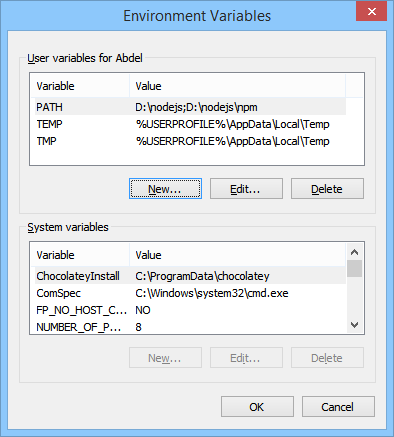 Environment Variables
User variables for Abdel
Variable Value
PATH D:\nodejs;D:\nodejs\npm
TEMP %USERPROFILE%\AppData\Local\Temp
TMP %USERPROFILE%\AppData\Local\Temp
New... Edit... Delete
System variables
Variable Value
ChocolateyInstall C:\ProgramData\chocolatey
ComSpec C:\Windows\system32\cmd.exe
FP_NO_HOST_C... NO
NUMBER_OF_P... 8
New... Edit... Delete
OK Cancel